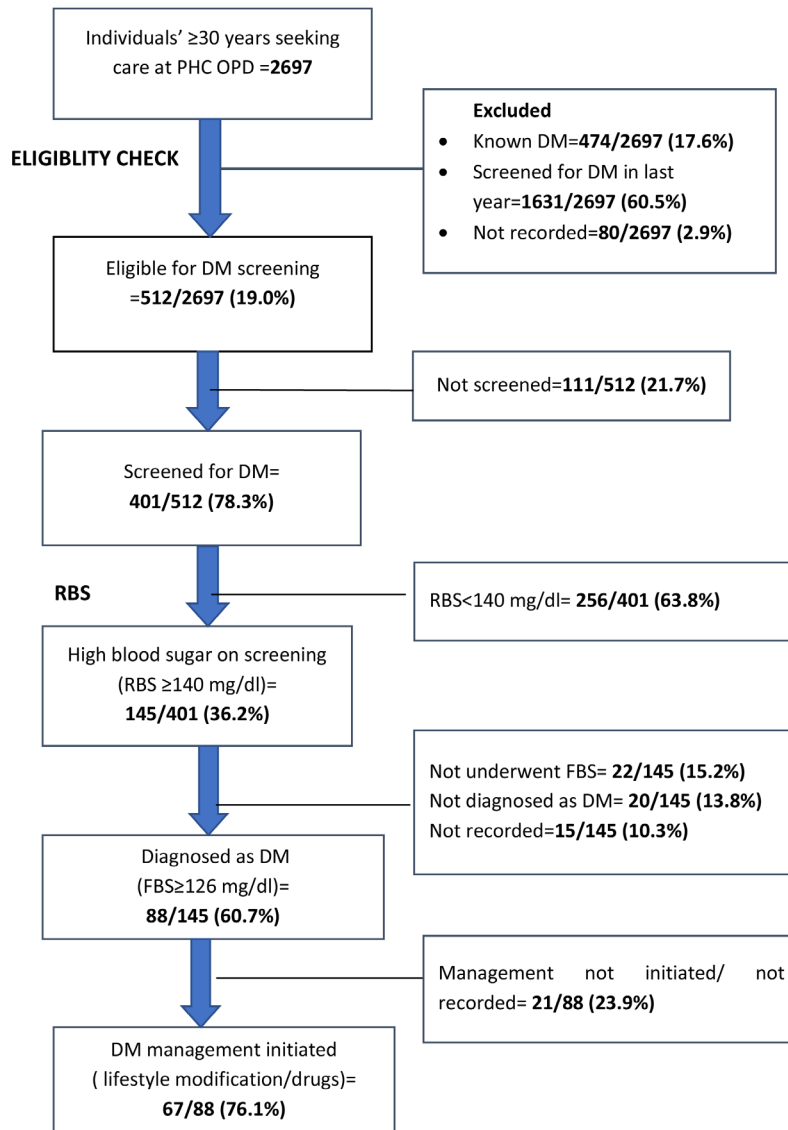 Individuals’ ≥30 years seeking
care at PHC OPD =2697
Excluded
• Known DM=474/2697 (17.6%)
• Screened for DM in last
year=1631/2697 (60.5%)
• Not recorded=80/2697 (2.9%)
ELIGIBLITY CHECK
Eligible for DM screening
=512/2697 (19.0%)
Not screened=111/512 (21.7%)
Screened for DM=
401/512 (78.3%)
RBS
RBS<140 mg/dl= 256/401 (63.8%)
High blood sugar on screening
(RBS ≥140 mg/dl)=
145/401 (36.2%)
Not underwent FBS= 22/145 (15.2%)
Not diagnosed as DM= 20/145 (13.8%)
Not recorded=15/145 (10.3%)
Diagnosed as DM
(FBS≥126 mg/dl)=
88/145 (60.7%)
Management not initiated/ not
recorded= 21/88 (23.9%)
DM management initiated
( lifestyle modification/drugs)=
67/88 (76.1%)